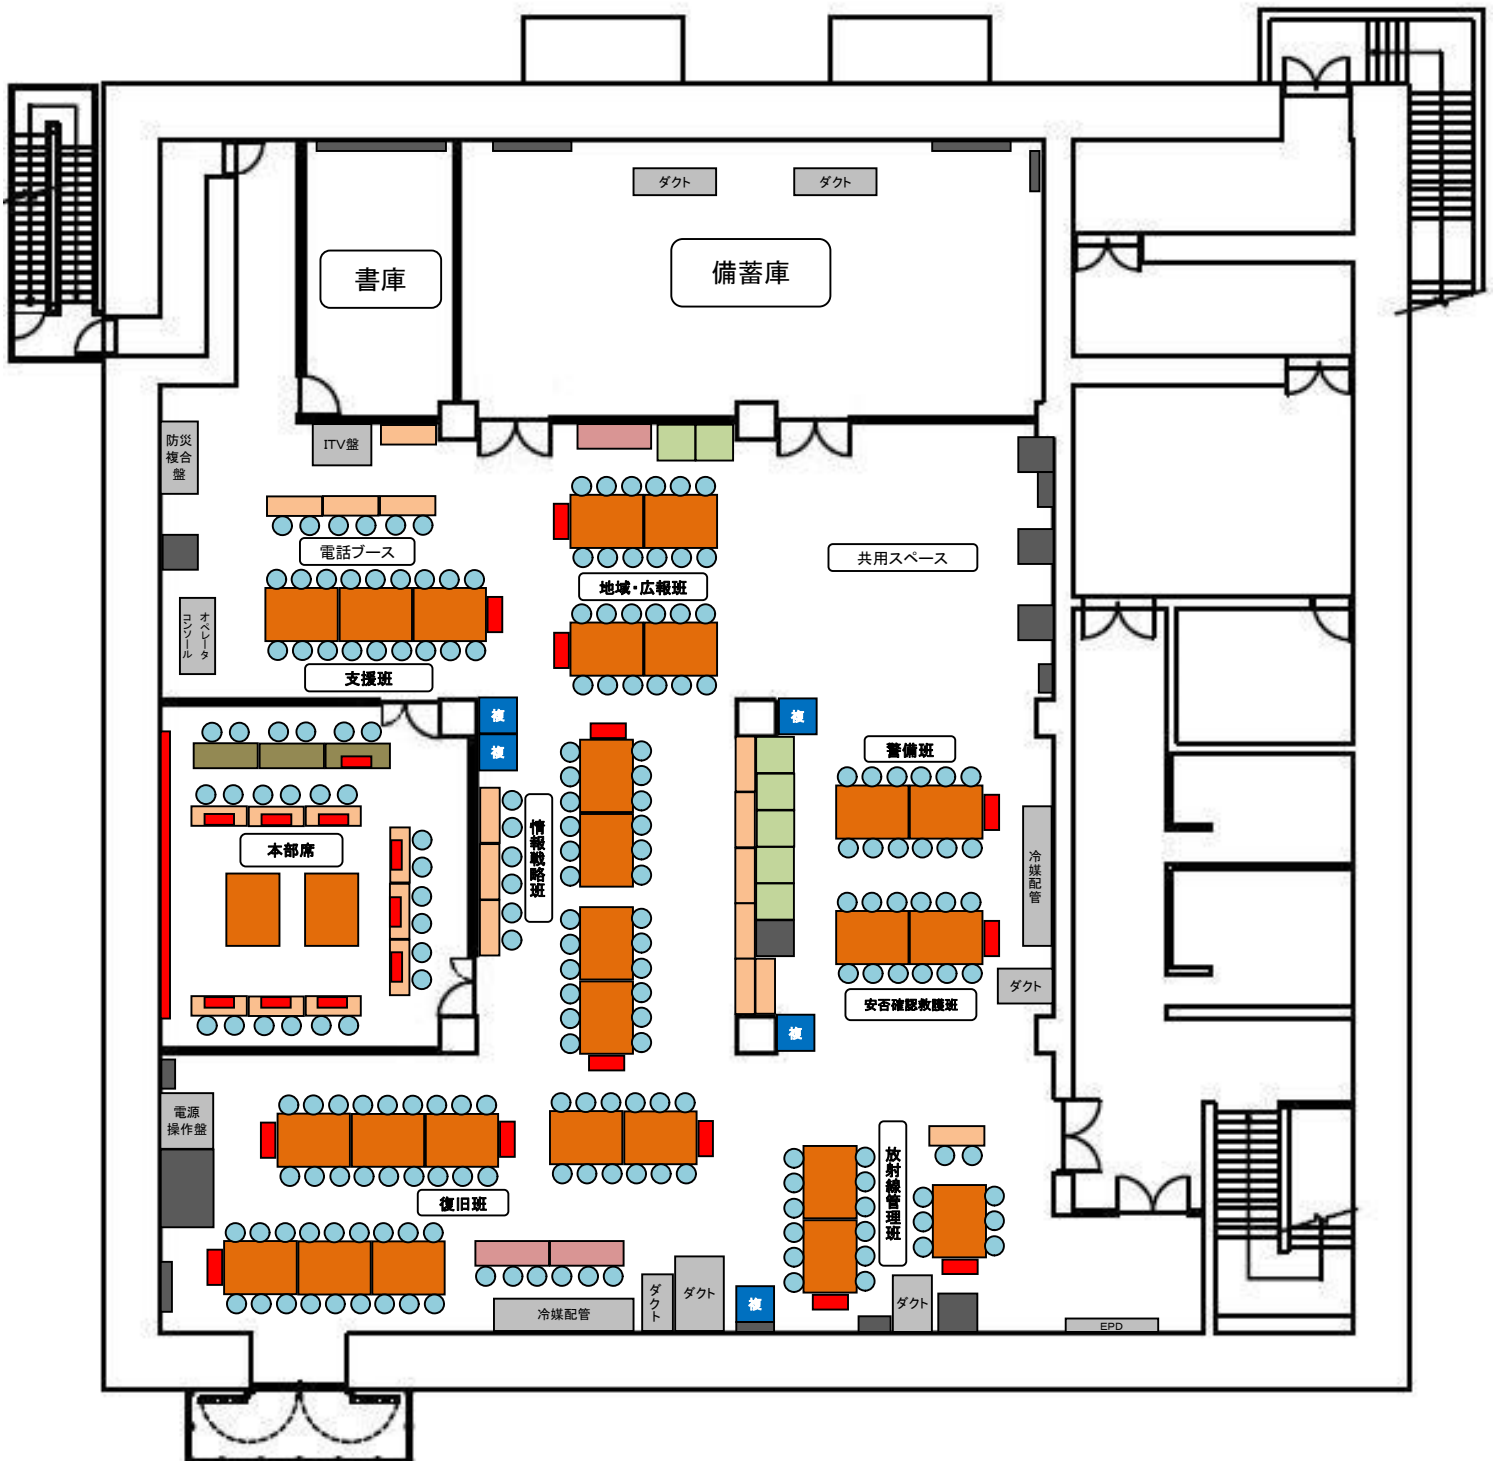 ダクト
ダクト
書庫
備蓄庫
防災
複合
盤
ITV盤
電話ブース
共用スペース
地域・広報班
オペレータ
コンソール
支援班
複
複
複
警備班
情報戦略班
本部席
冷媒配管
ダクト
安否確認救護班
複
電源
操作盤
放射線管理班
復旧班
ダクト
ダクト
複
ダクト
冷媒配管
EPD